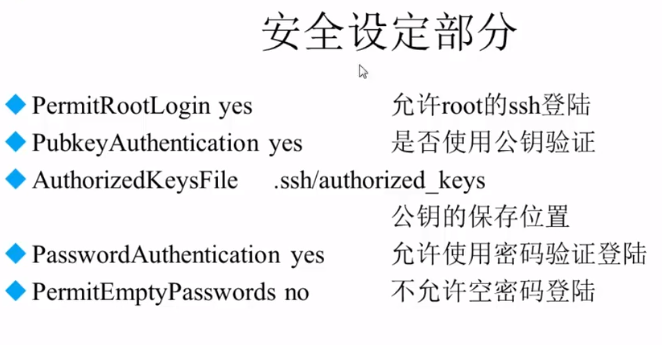 安全设定部分
PermitRootLogin yes 允许root的ssh登陆
PubkeyAuthentication yes 是否使用公钥验证
AuthorizedKeysFile .ssh/authorized_keys
公钥的保存位置
PasswordAuthentication yes 允许使用密码验证登陆
PermitEmptyPasswords no 不允许空密码登陆